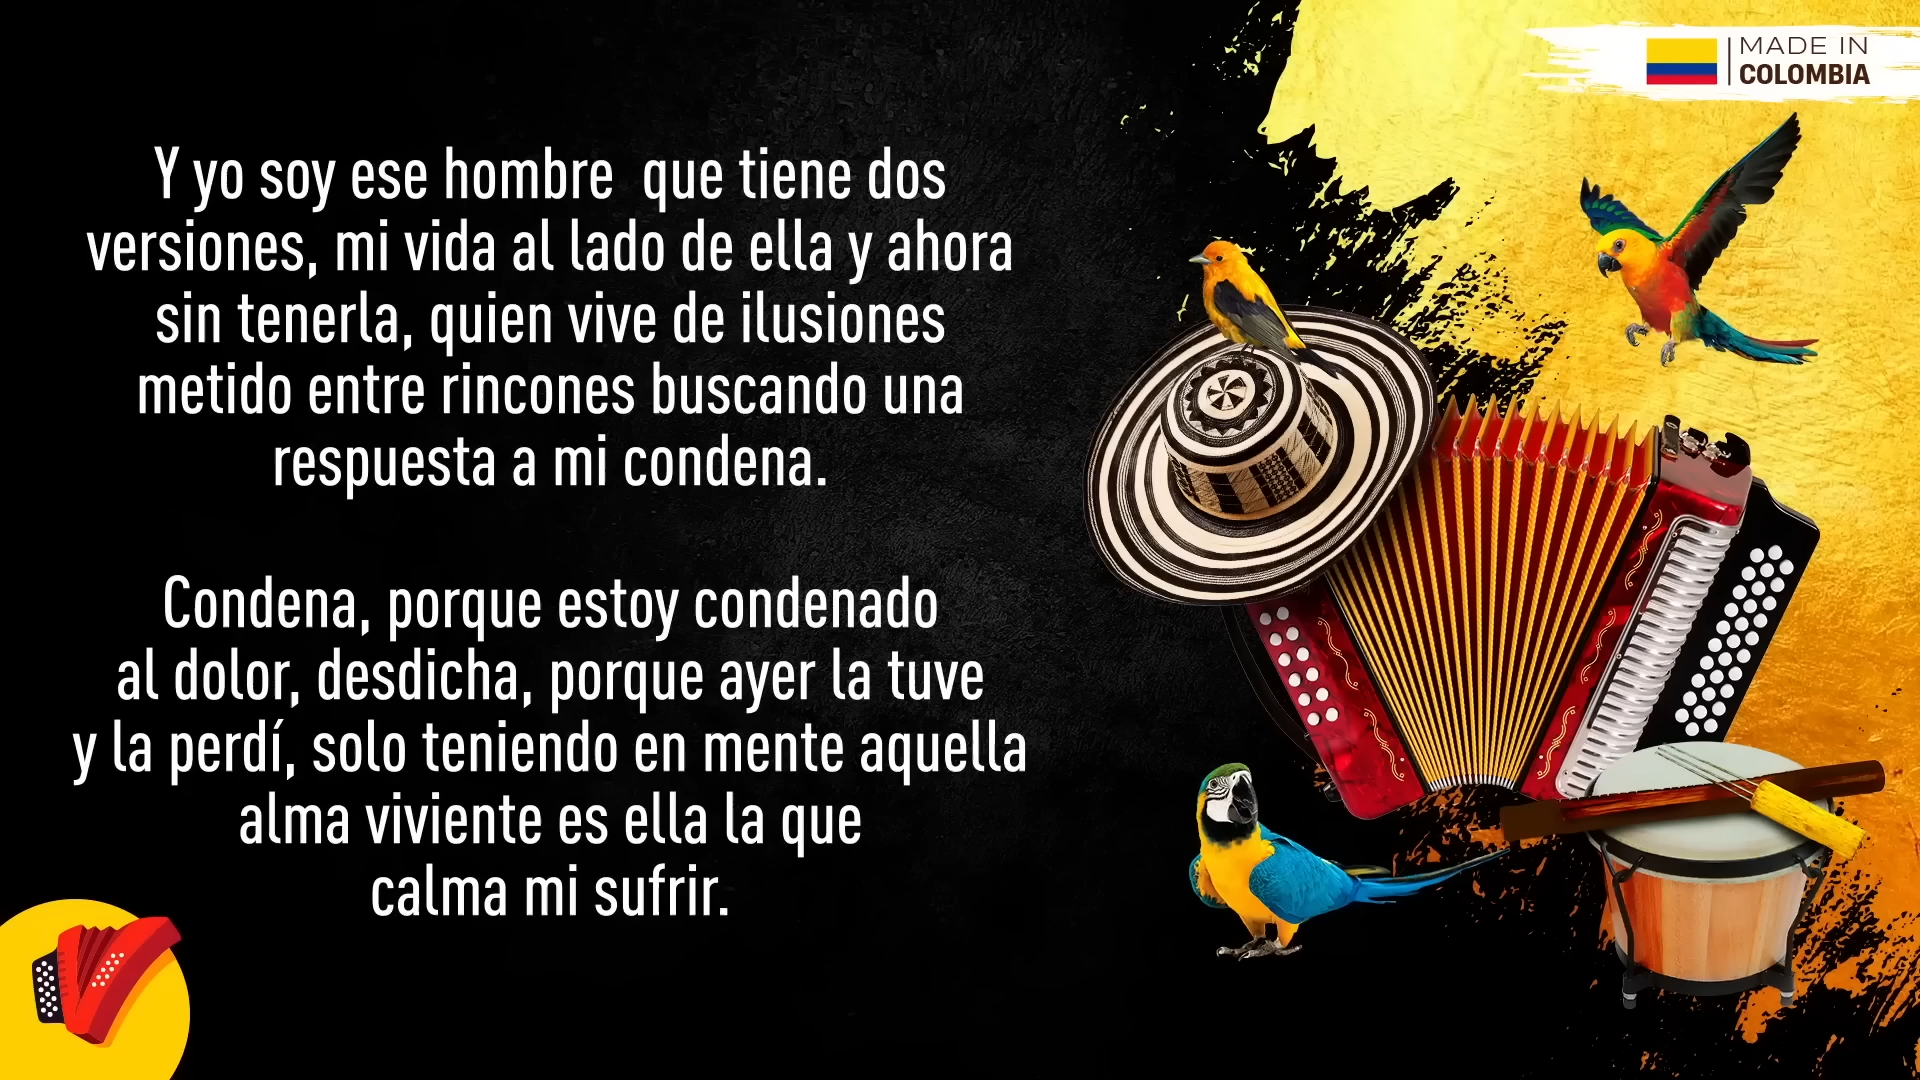 MADE IN
COLOMBIA
Y yo soy ese hombre  que tiene dos
versiones, mi vida al lado de ella y ahora
sin tenerla, quien vive de ilusiones
metido entre rincones buscando una
respuesta a mi condena.
Condena, porque estoy condenado
al dolor, desdicha, porque ayer la tuve
y la perdí, solo teniendo en mente aquella
alma viviente es ella la que
calma mi sufrir.